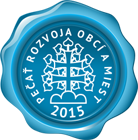 PEČAŤ ROZVOJA OBCÍ A MIEST
2015